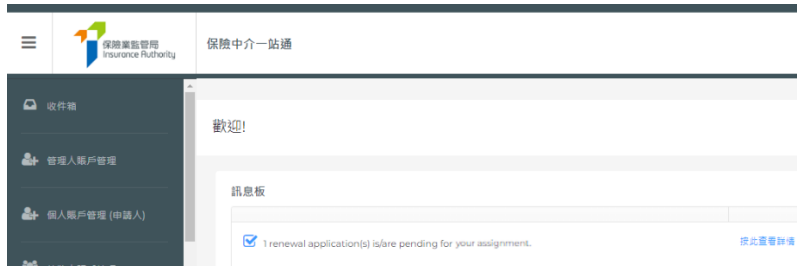 保險業監管局
Insurance Authority
保險中介一站通
收件箱
管理人賬戶管理
個人賬戶管理 (申請人)
歡迎!
訊息板
1 renewal application(s) is/are pending for your assignment.
按此查看詳情